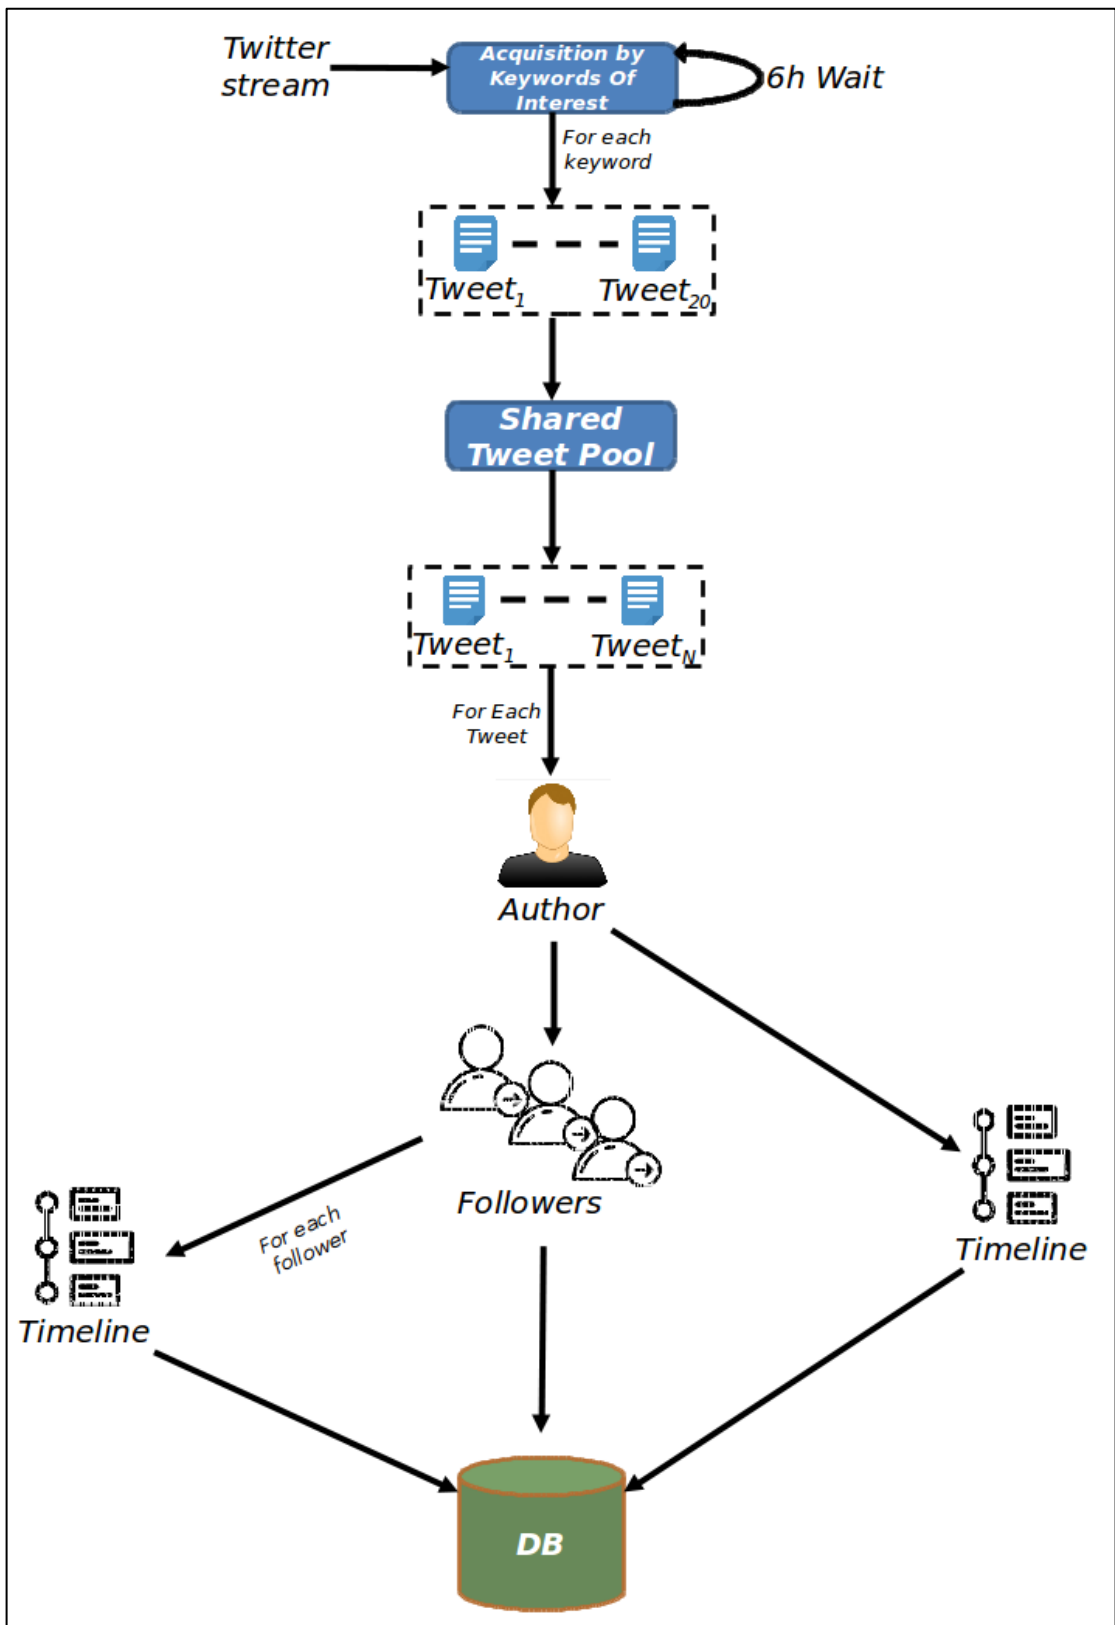 Twitter
stream
Acquisition by
Keywords Of
Interest
6h Wait
For each
keyword
Tweet1
Tweet20
Shared
Tweet Pool
Tweet1
TweetN
For Each
Tweet
Author
Followers
For each
follower
Timeline
Timeline
DB